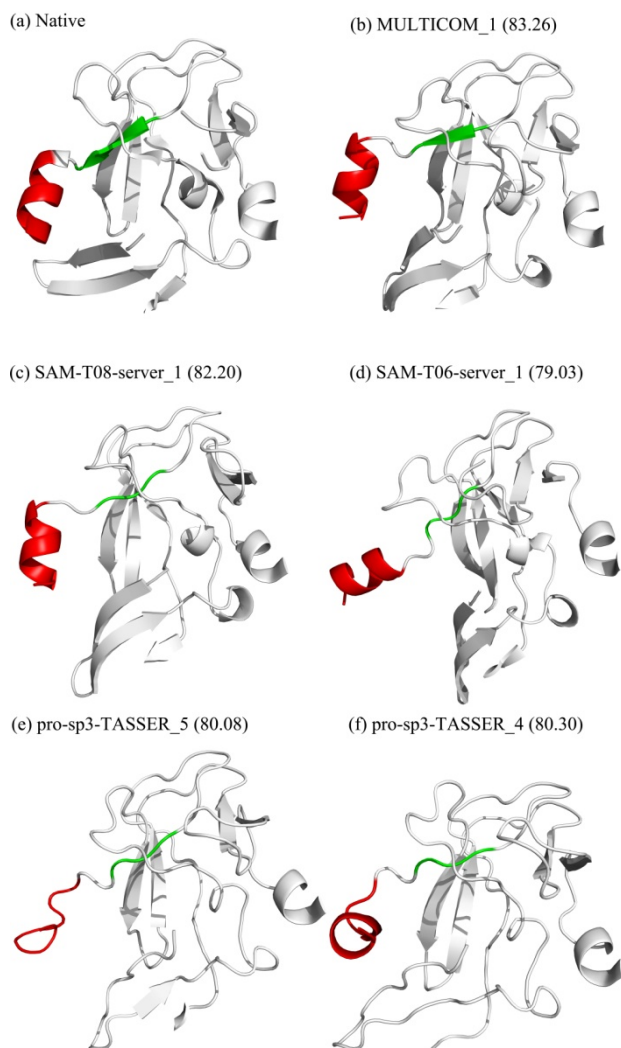 (a) Native
(b) MULTICOM_1 (83.26)
(c) SAM-T08-server_1 (82.20)
(d) SAM-T06-server_1 (79.03)
(e) pro-sp3-TASSER_5 (80.08)
(f) pro-sp3-TASSER_4 (80.30)